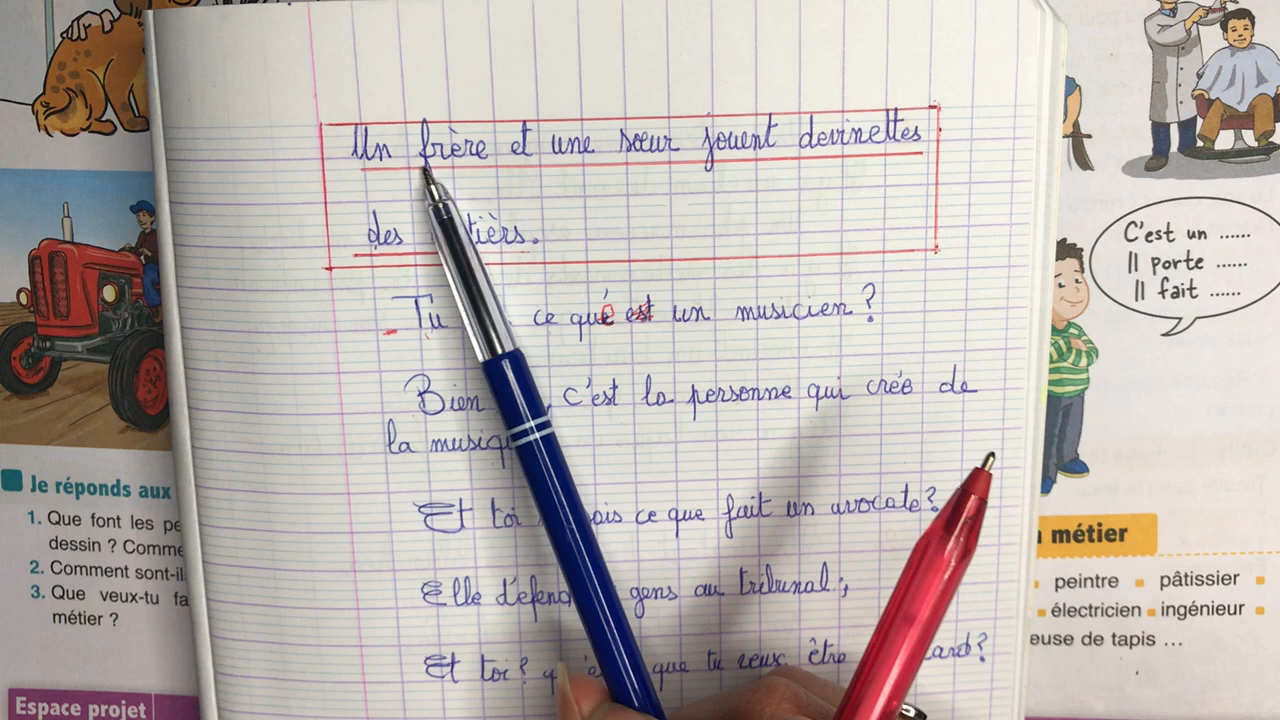 Un frère et une sœur jouent devinettes
des tièrs.
Tu ce qué est un musicien ?
Bien , c'est la personne qui crée de
la musiq
Et toi ais ce que fait un avocate ?
Elle défend gens au tribunal ;
Et toi ? que tu veux être tard ?
C'est un ......
Il porte ......
Il fait ......
Je réponds aux
1. Que font les pe
dessin ? Comme
2. Comment sont-il
3. Que veux-tu fa
métier ?
Espace projet
métier
peintre pâtissier
électricien ingénieur
euse de tapis ...